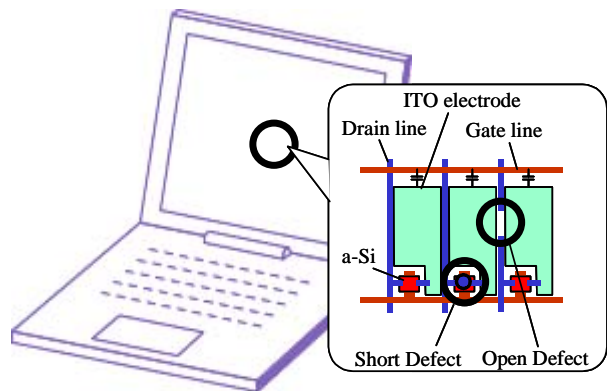 ITO electrode
Drain line
Gate line
a-Si
Short Defect
Open Defect